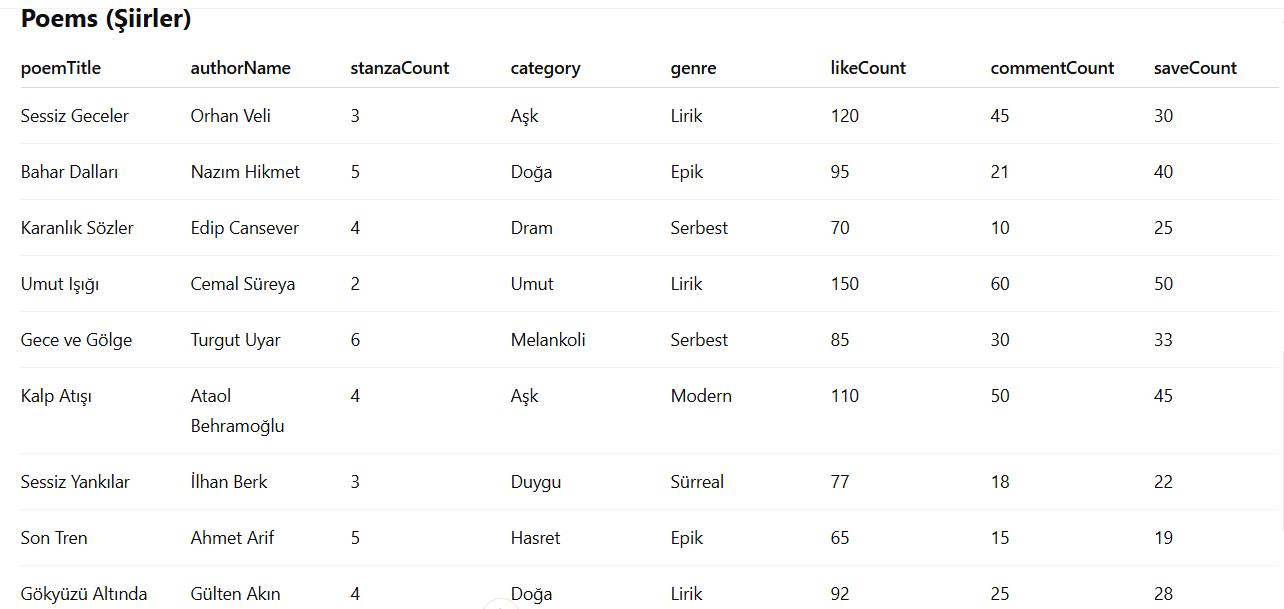 Poems (Şiirler)
poemTitle authorName stanzaCount category genre likeCount commentCount saveCount
Sessiz Geceler Orhan Veli 3 Aşk Lirik 120 45 30
Bahar Dalları Nazım Hikmet 5 Doğa Epik 95 21 40
Karanlık Sözler Edip Cansever 4 Dram Serbest 70 10 25
Umut Işığı Cemal Süreya 2 Umut Lirik 150 60 50
Gece ve Gölge Turgut Uyar 6 Melankoli Serbest 85 30 33
Kalp Atışı Ataol 4 Aşk Modern 110 50 45
Behramoğlu
Sessiz Yankılar İlhan Berk 3 Duygu Sürreal 77 18 22
Son Tren Ahmet Arif 5 Hasret Epik 65 15 19
Gökyüzü Altında Gülten Akın 4 Doğa Lirik 92 25 28